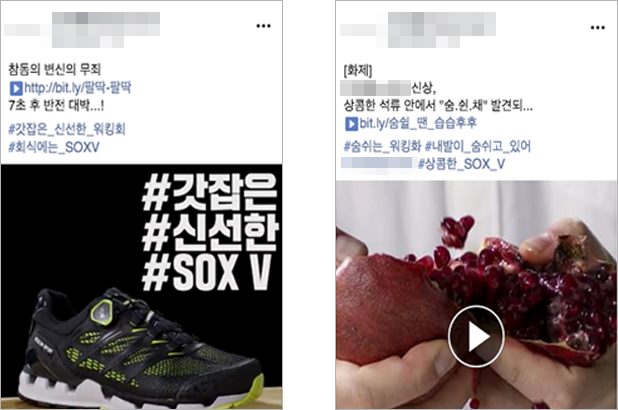 참돔의 변신의 무죄
http://bit.ly/팔딱-팔딱
7초 후 반전 대박...!
#갓잡은_신선한_워킹회
#회식에는_SOXV
#갓잡은
#신선한
#SOX V
[화제]
신상,
상콤한 석류 안에서 "숨.쉰.채" 발견되...
bit.ly/숨쉴_땐_습습후후
#숨쉬는_워킹화 #내발이_숨쉬고_있어
#상콤한_SOX_V